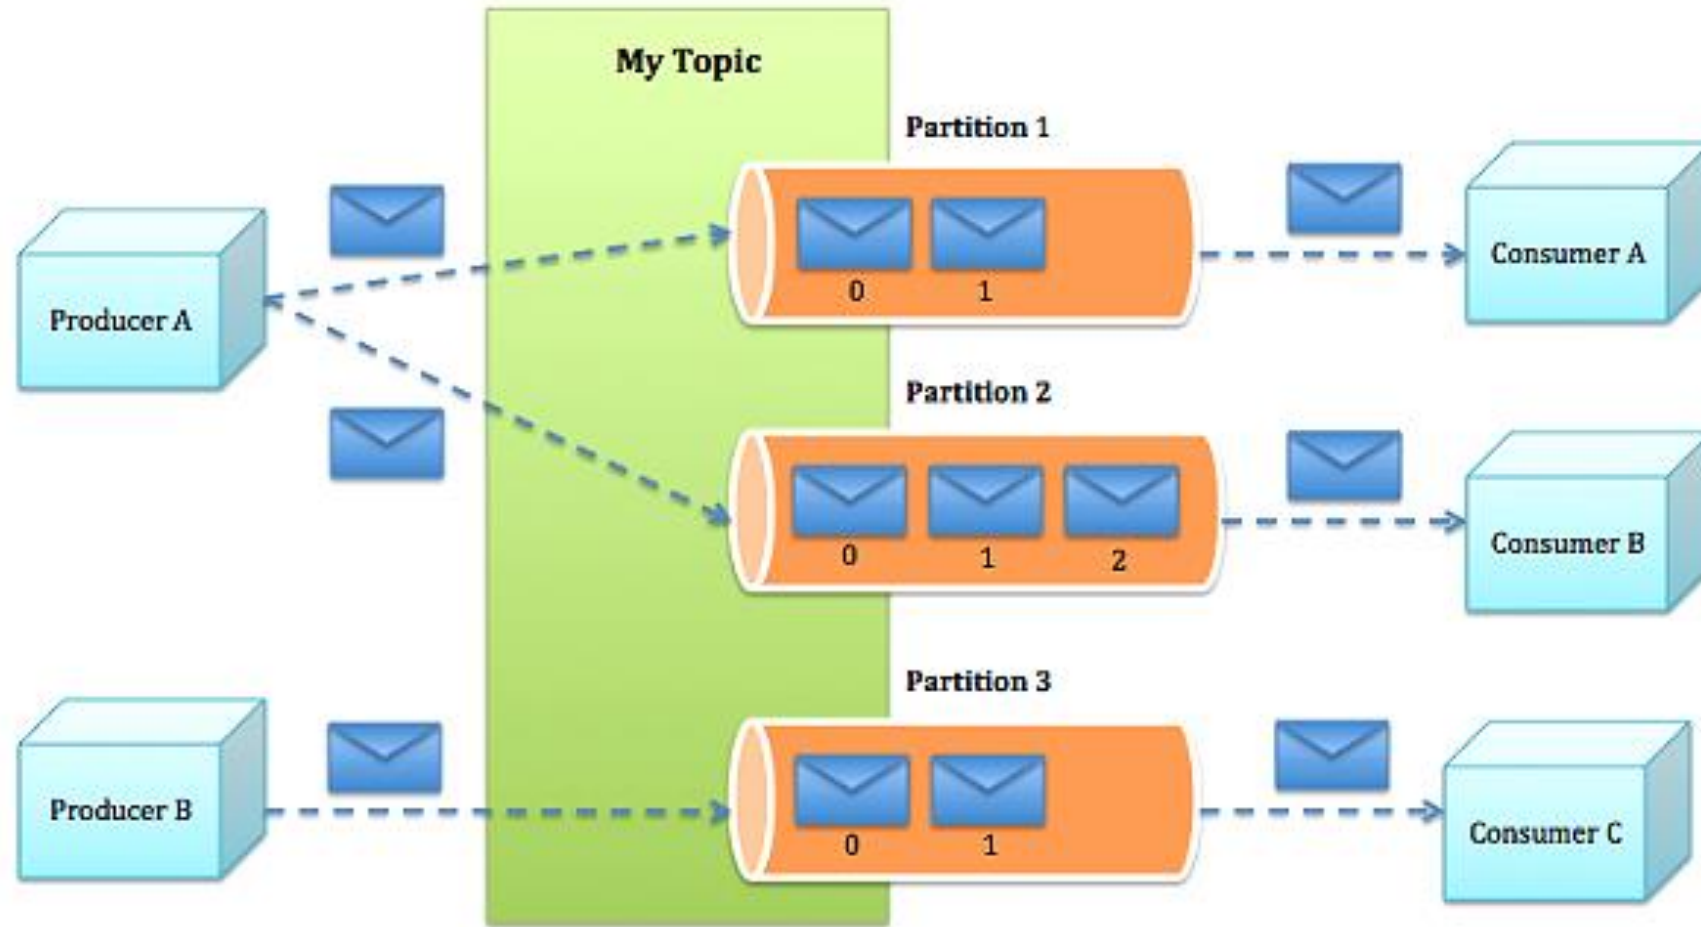 My Topic
Partition 1
Producer A
0 1
Consumer A
Partition 2
0 1 2
Consumer B
Partition 3
Producer B
0 1
Consumer C